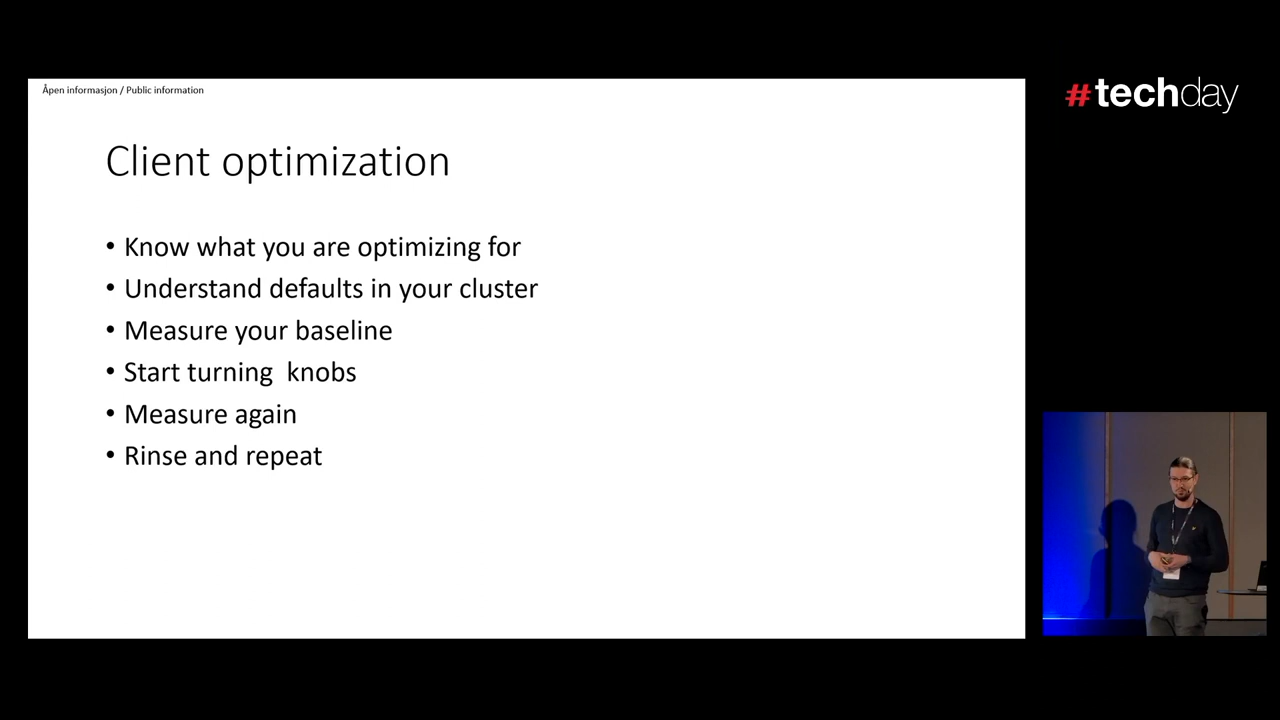 Åpen informasjon / Public information
#techday
Client optimization
• Know what you are optimizing for
• Understand defaults in your cluster
• Measure your baseline
• Start turning  knobs
• Measure again
• Rinse and repeat